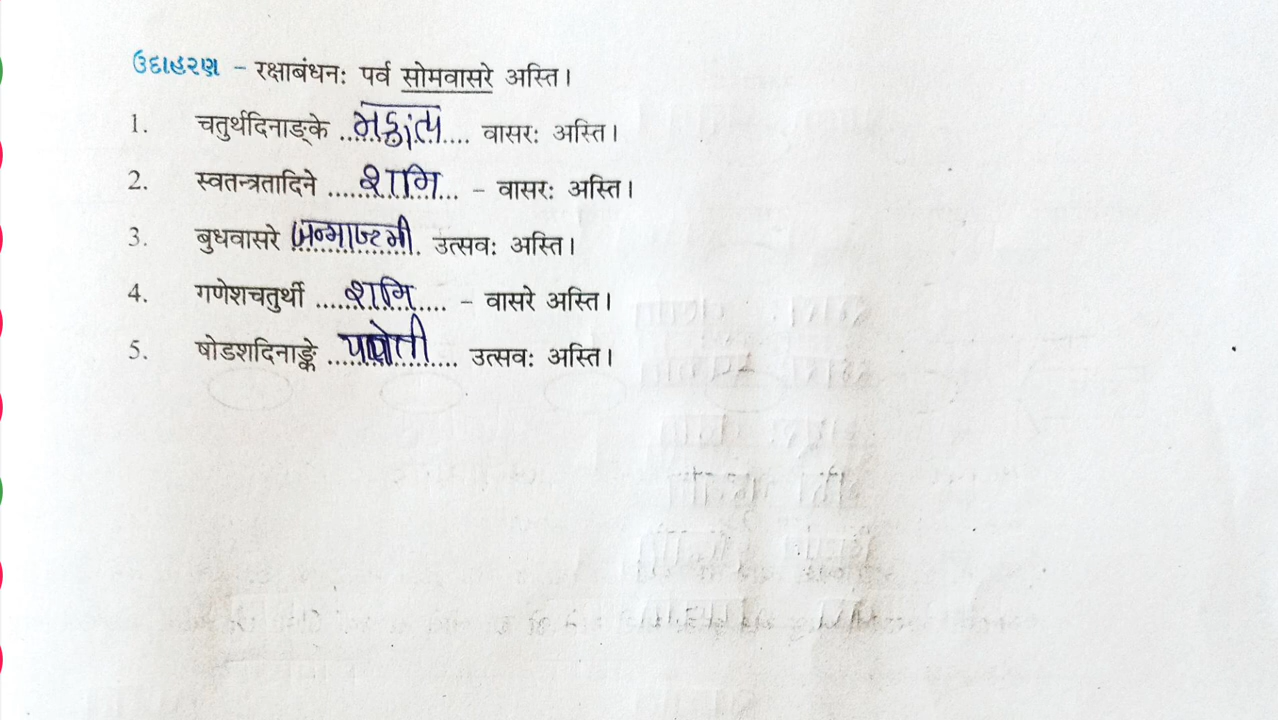 ઉદાહરણ - रक्षाबंधनः पर्व सोमवासरे अस्ति।
1. चतुर्थदिनाङ्के .................... वासरः अस्ति।
2. स्वतन्त्रतादिने ......शनि...... - वासरः अस्ति।
3. बुधवासरे जन्माष्टमी. उत्सवः अस्ति।
4. गणेशचतुर्थी ....शनि..... - वासरे अस्ति।
5. षोडशदिनाङ्के .................... उत्सवः अस्ति।